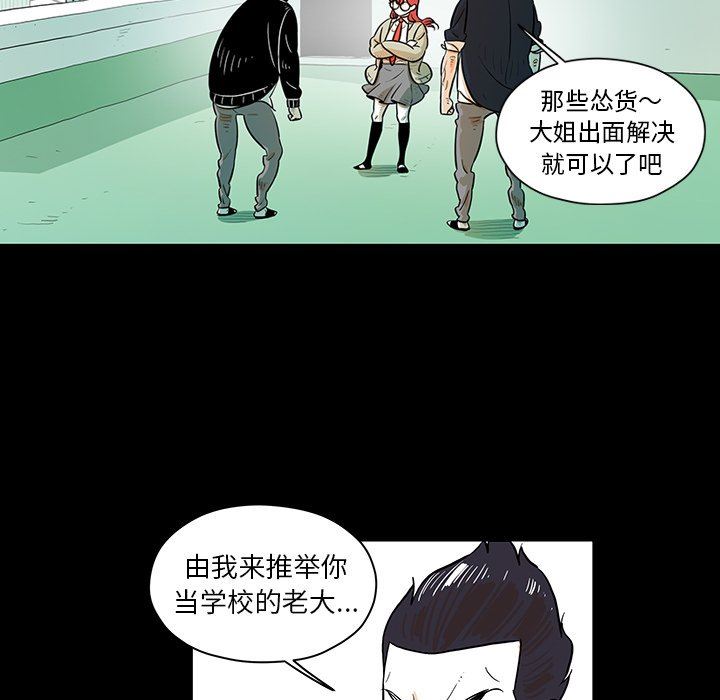 那些怂货～
大姐出面解决
就可以了吧
由我来推举你
当学校的老大...